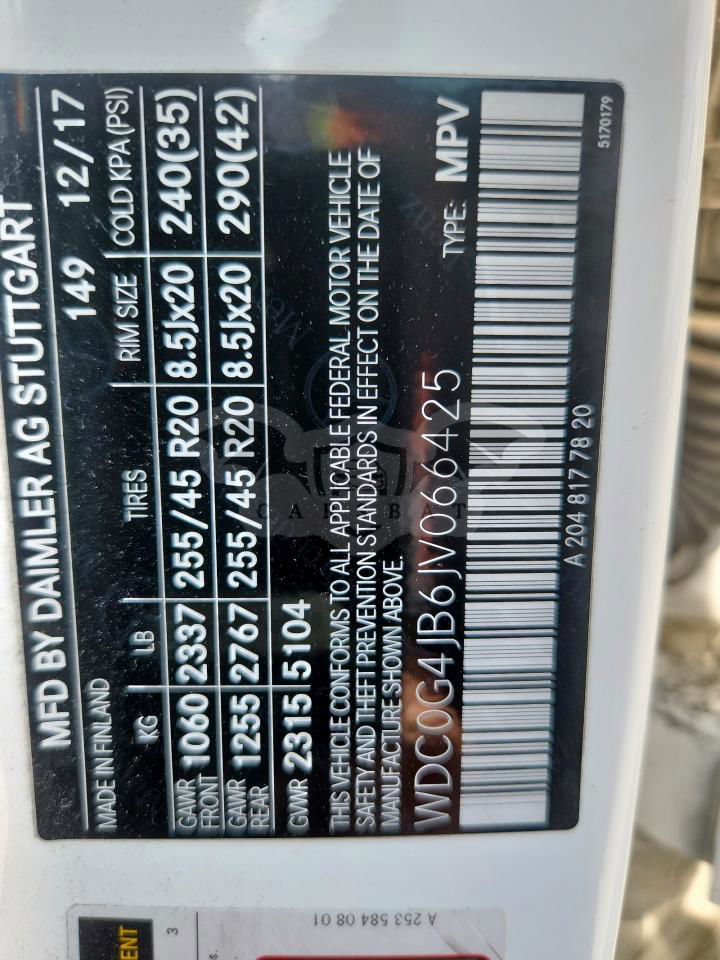 MFD BY DAIMLER AG STUTTGART
MADE IN FINLAND 149 12/17
KG LB TIRES RIM SIZE COLD KPA(PSI)
GAWR FRONT 1060 2337 255/45 R20 8.5Jx20 240(35)
GAWR REAR 1255 2767 255/45 R20 8.5Jx20 290(42)
GVWR 2315 5104
THIS VEHICLE CONFORMS TO ALL APPLICABLE FEDERAL MOTOR VEHICLE
SAFETY AND THEFT PREVENTION STANDARDS IN EFFECT ON THE DATE OF
MANUFACTURE SHOWN ABOVE.
WDC0G4JB6JV066425 TYPE: MPV
A 204 817 78 20
5170179
A 253 584 08 01
3